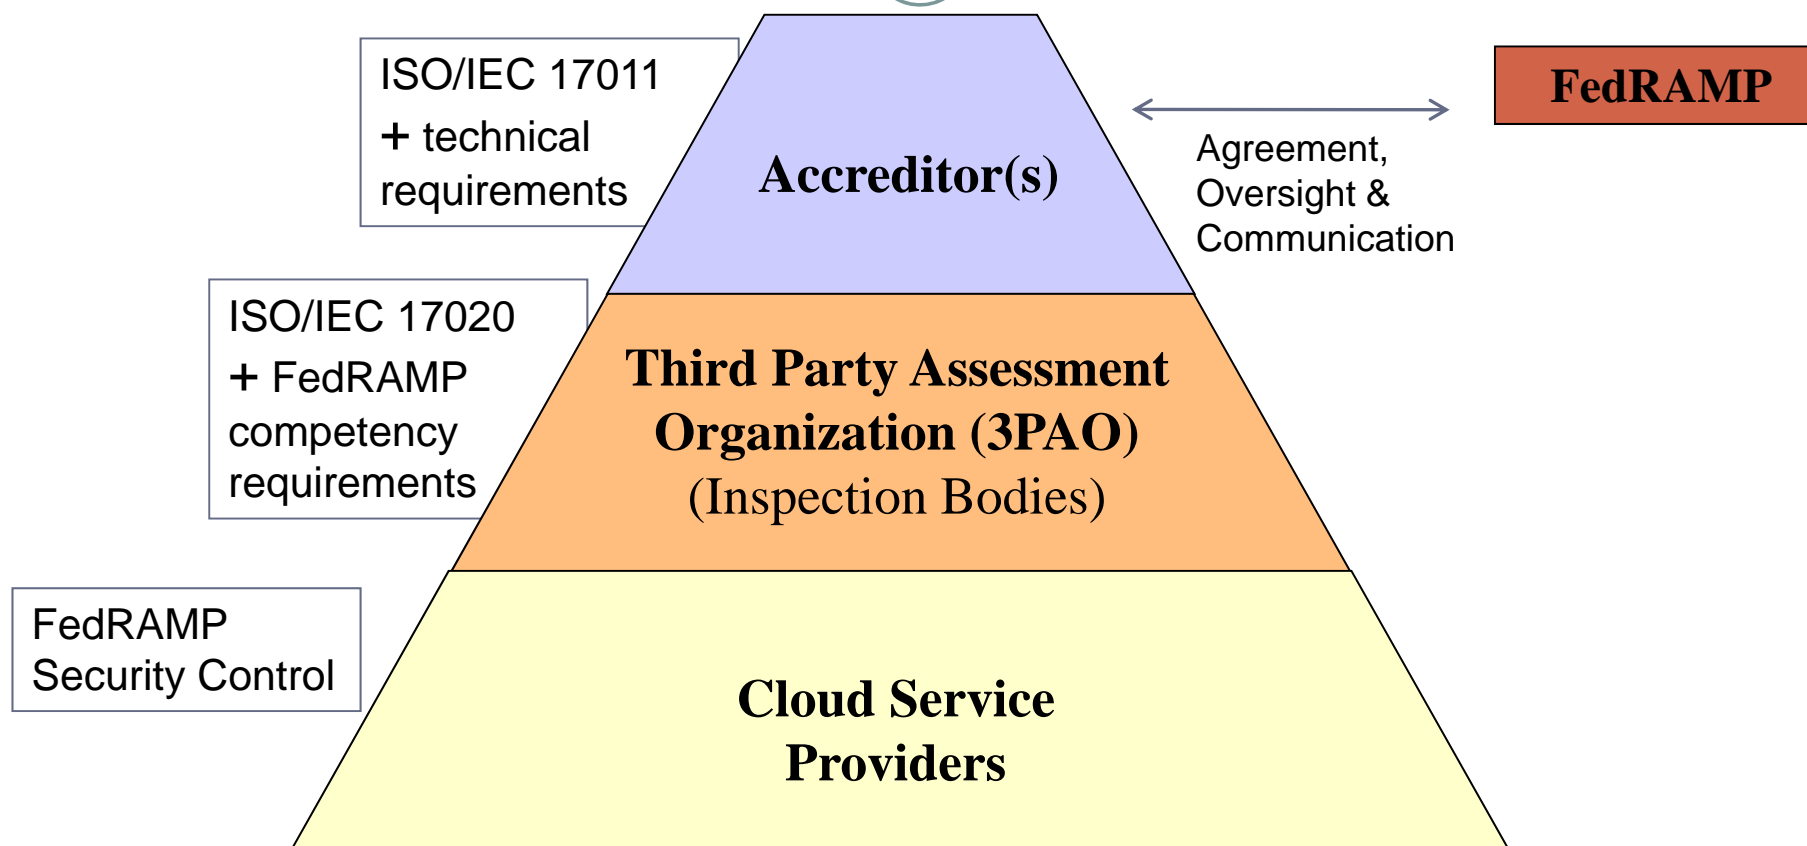 ISO/IEC 17011
+ technical
requirements
Accreditor(s)
FedRAMP
Agreement,
Oversight &
Communication
ISO/IEC 17020
+ FedRAMP
competency
requirements
Third Party Assessment
Organization (3PAO)
(Inspection Bodies)
FedRAMP
Security Control
Cloud Service
Providers